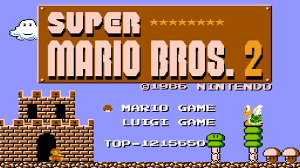 SUPER ********
MARIO BROS. 2
©1986 NINTENDO
MARIO GAME
LUIGI GAME
TOP-1215650